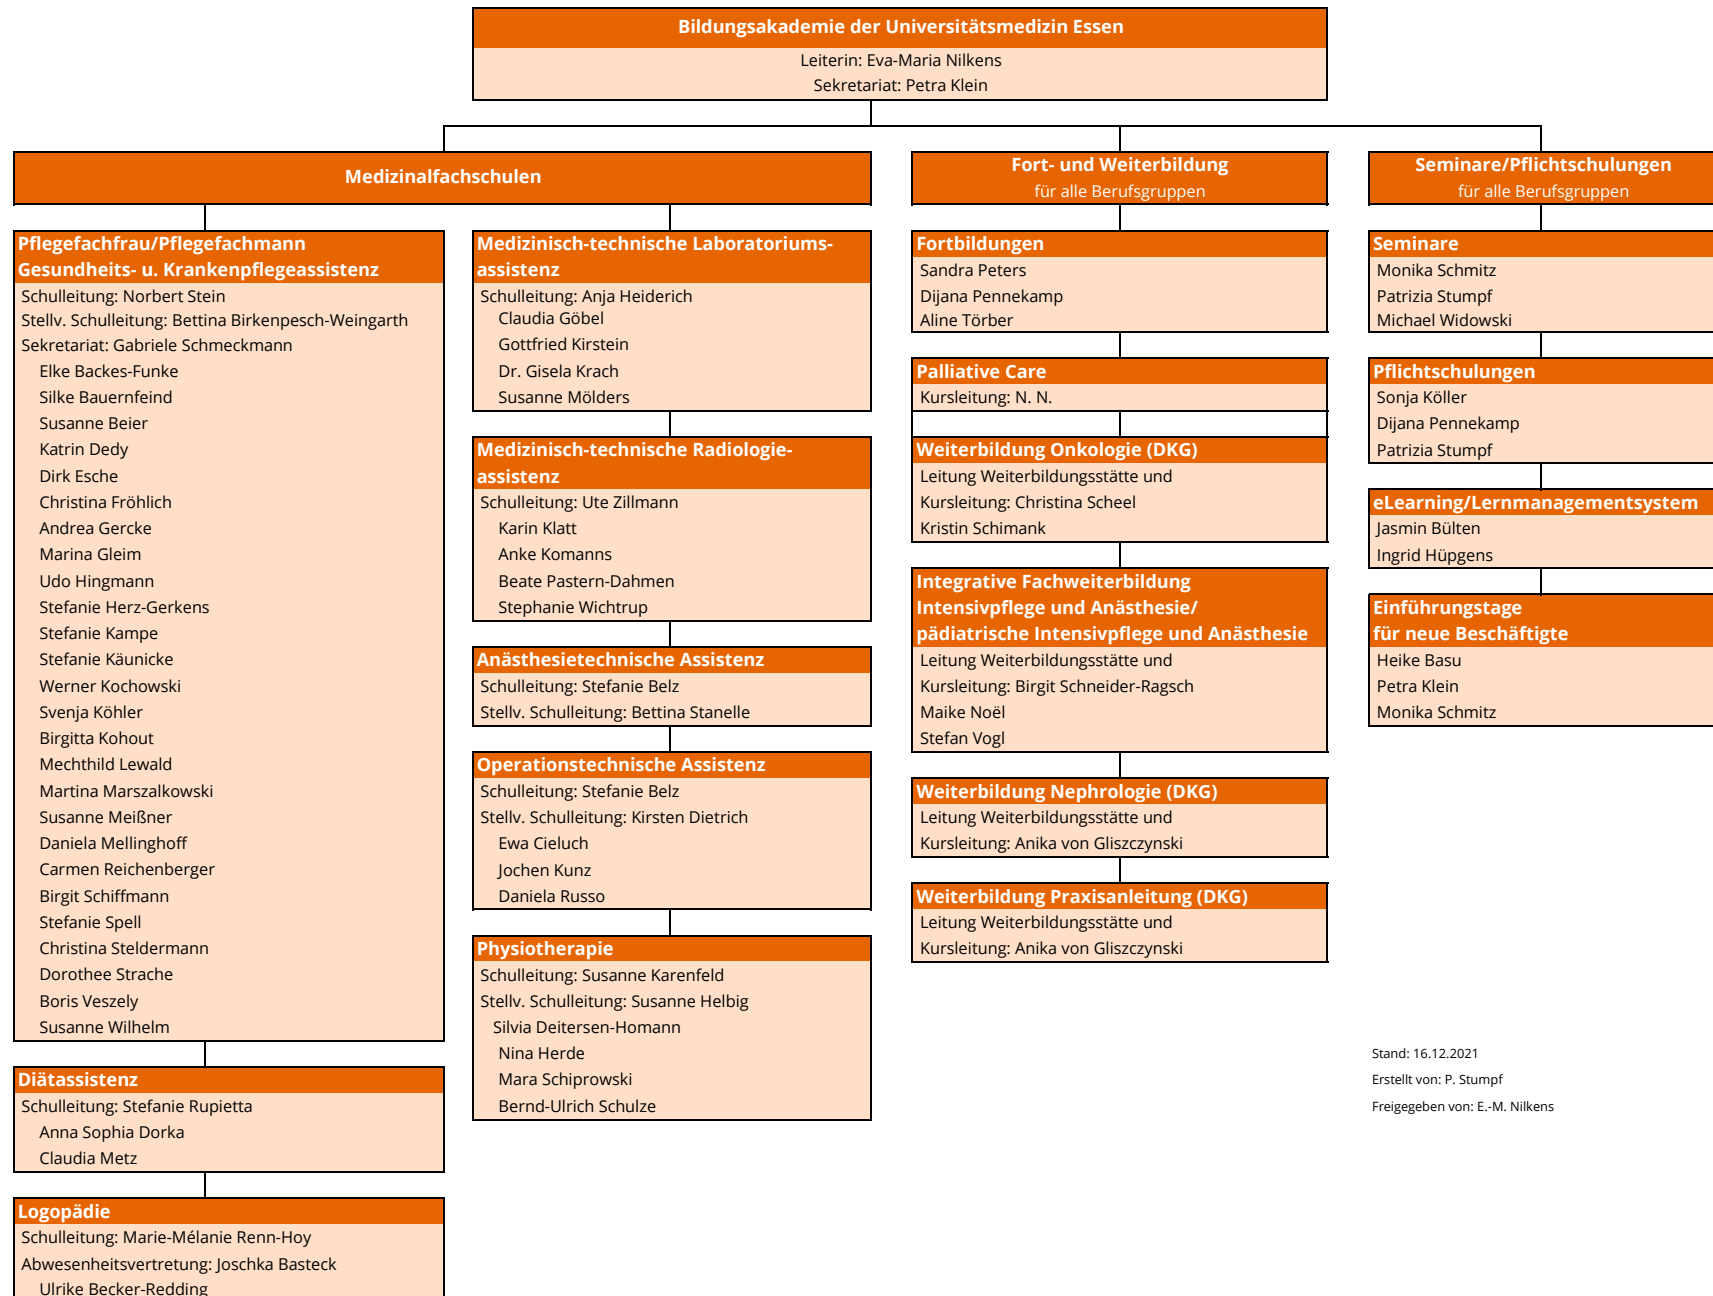 Bildungsakademie der Universitätsmedizin Essen
Leiterin: Eva-Maria Nilkens
Sekretariat: Petra Klein
Medizinalfachschulen
Pflegefachfrau/Pflegefachmann
Gesundheits- u. Krankenpflegeassistenz
Schulleitung: Norbert Stein
Stellv. Schulleitung: Bettina Birkenpesch-Weingarth
Sekretariat: Gabriele Schmeckmann
Elke Backes-Funke
Silke Bauernfeind
Susanne Beier
Katrin Dedy
Dirk Esche
Christina Fröhlich
Andrea Gercke
Marina Gleim
Udo Hingmann
Stefanie Herz-Gerkens
Stefanie Kampe
Stefanie Käunicke
Werner Kochowski
Svenja Köhler
Birgitta Kohout
Mechthild Lewald
Martina Marszalkowski
Susanne Meißner
Daniela Mellinghoff
Carmen Reichenberger
Birgit Schiffmann
Stefanie Spell
Christina Steldermann
Dorothee Strache
Boris Veszely
Susanne Wilhelm
Diätassistenz
Schulleitung: Stefanie Rupietta
Anna Sophia Dorka
Claudia Metz
Logopädie
Schulleitung: Marie-Mélanie Renn-Hoy
Abwesenheitsvertretung: Joschka Basteck
Ulrike Becker-Redding
Medizinisch-technische Laboratoriums-
assistenz
Schulleitung: Anja Heiderich
Claudia Göbel
Gottfried Kirstein
Dr. Gisela Krach
Susanne Mölders
Medizinisch-technische Radiologie-
assistenz
Schulleitung: Ute Zillmann
Karin Klatt
Anke Komanns
Beate Pastern-Dahmen
Stephanie Wichtrup
Anästhesietechnische Assistenz
Schulleitung: Stefanie Belz
Stellv. Schulleitung: Bettina Stanelle
Operationstechnische Assistenz
Schulleitung: Stefanie Belz
Stellv. Schulleitung: Kirsten Dietrich
Ewa Cieluch
Jochen Kunz
Daniela Russo
Physiotherapie
Schulleitung: Susanne Karenfeld
Stellv. Schulleitung: Susanne Helbig
Silvia Deitersen-Homann
Nina Herde
Mara Schiprowski
Bernd-Ulrich Schulze
Fort- und Weiterbildung
für alle Berufsgruppen
Fortbildungen
Sandra Peters
Dijana Pennekamp
Aline Törber
Palliative Care
Kursleitung: N. N.
Weiterbildung Onkologie (DKG)
Leitung Weiterbildungsstätte und
Kursleitung: Christina Scheel
Kristin Schimank
Integrative Fachweiterbildung
Intensivpflege und Anästhesie/
pädiatrische Intensivpflege und Anästhesie
Leitung Weiterbildungsstätte und
Kursleitung: Birgit Schneider-Ragsch
Maike Noël
Stefan Vogl
Weiterbildung Nephrologie (DKG)
Leitung Weiterbildungsstätte und
Kursleitung: Anika von Gliszczynski
Weiterbildung Praxisanleitung (DKG)
Leitung Weiterbildungsstätte und
Kursleitung: Anika von Gliszczynski
Seminare/Pflichtschulungen
für alle Berufsgruppen
Seminare
Monika Schmitz
Patrizia Stumpf
Michael Widowski
Pflichtschulungen
Sonja Köller
Dijana Pennekamp
Patrizia Stumpf
eLearning/Lernmanagementsystem
Jasmin Bülten
Ingrid Hüpgens
Einführungstage
für neue Beschäftigte
Heike Basu
Petra Klein
Monika Schmitz
Stand: 16.12.2021
Erstellt von: P. Stumpf
Freigegeben von: E.-M. Nilkens